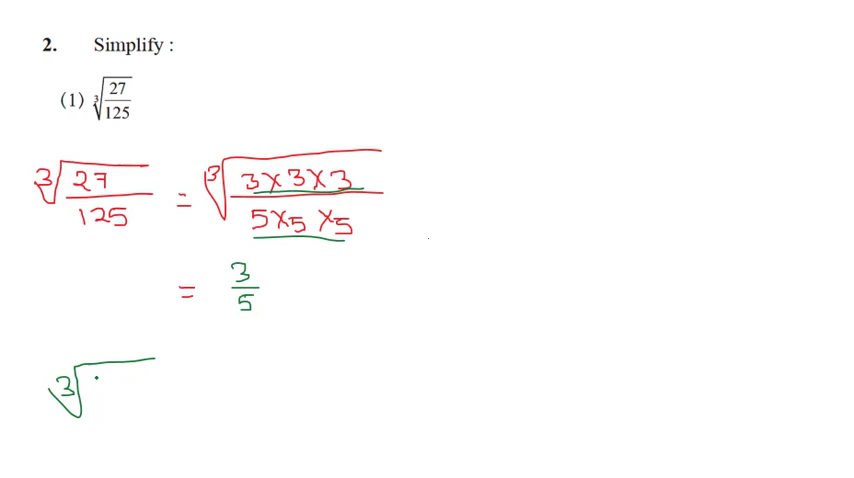 2. Simplify :
(1) ∛(27/125)
∛(27/125) = ∛((3×3×3)/(5×5×5))
= 3/5
∛